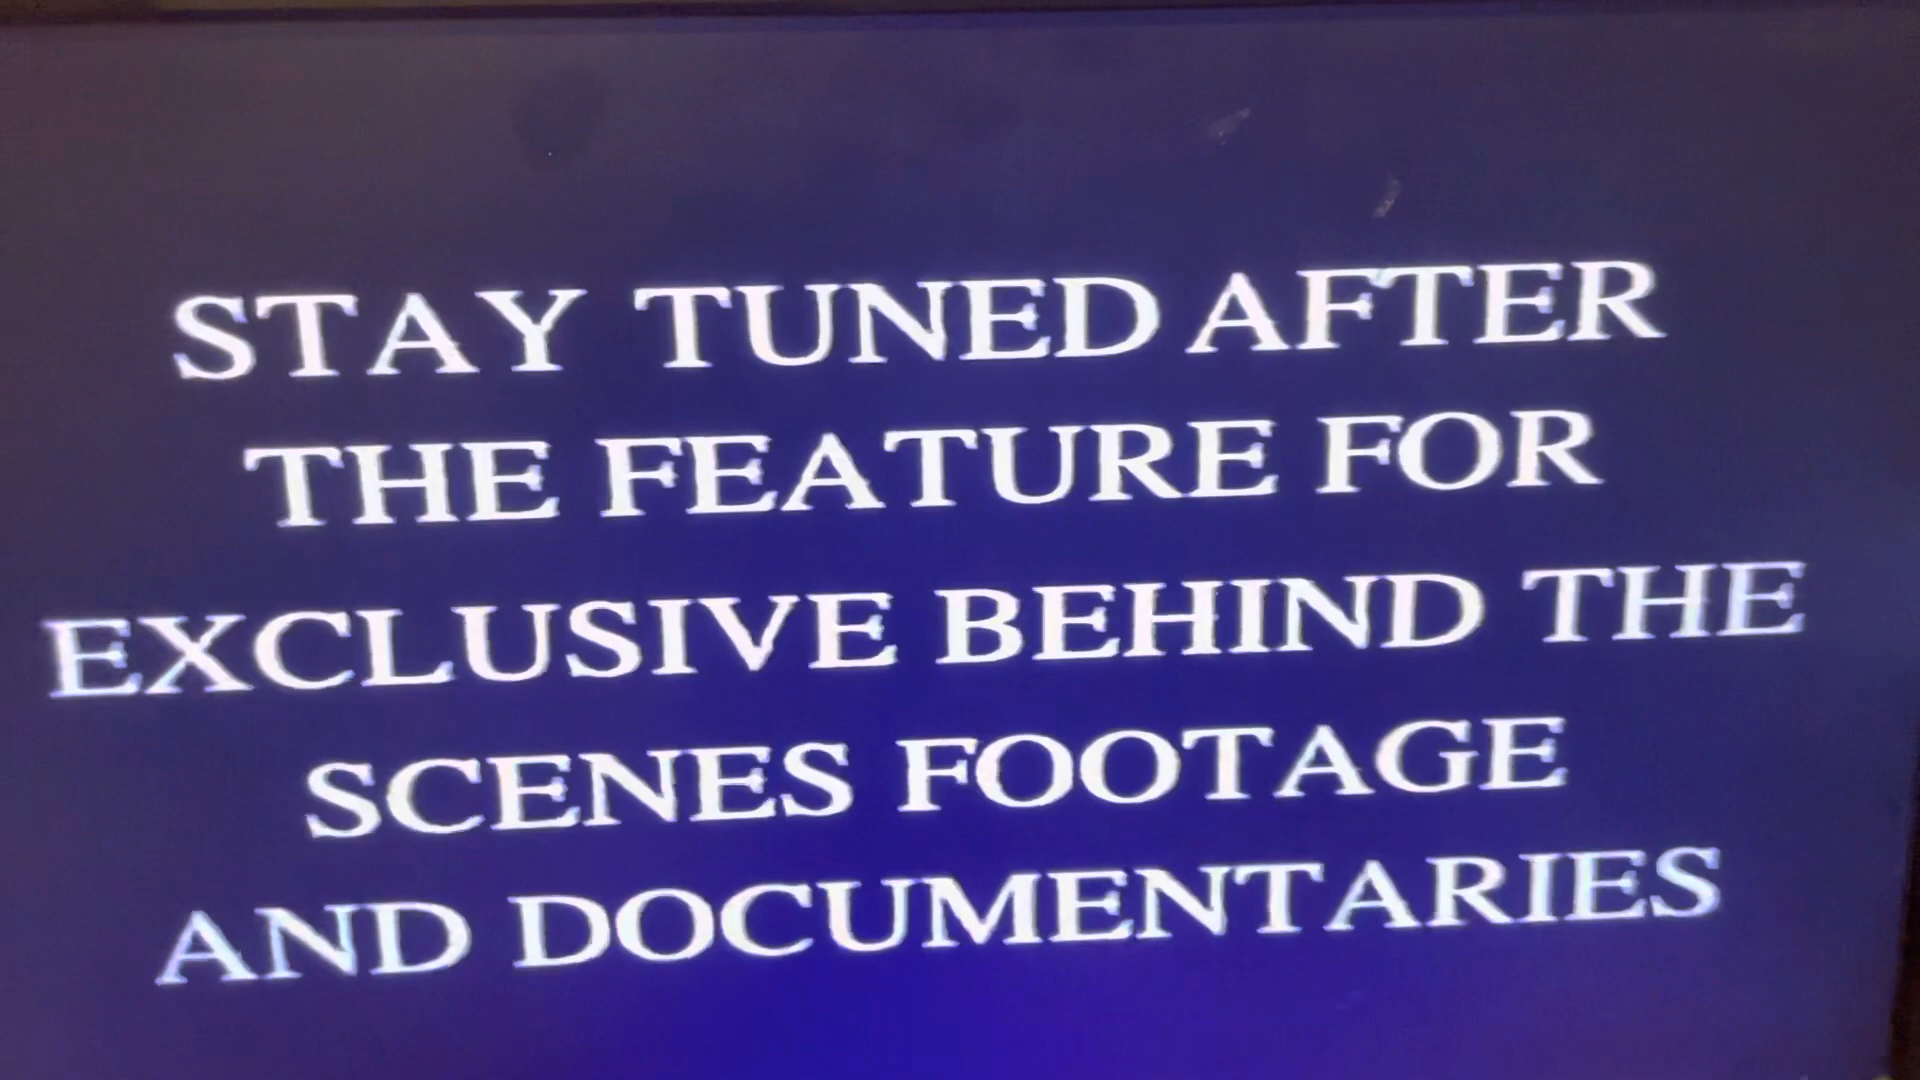 STAY TUNED AFTER
THE FEATURE FOR
EXCLUSIVE BEHIND THE
SCENES FOOTAGE
AND DOCUMENTARIES